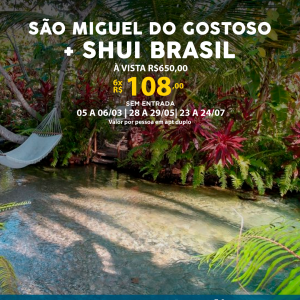 SÃO MIGUEL DO GOSTOSO
+ SHUI BRASIL
À VISTA R$650,00
6x R$ 108,00
SEM ENTRADA
05 A 06/03 | 28 A 29/05 | 23 A 24/07
Valor por pessoa em apt duplo